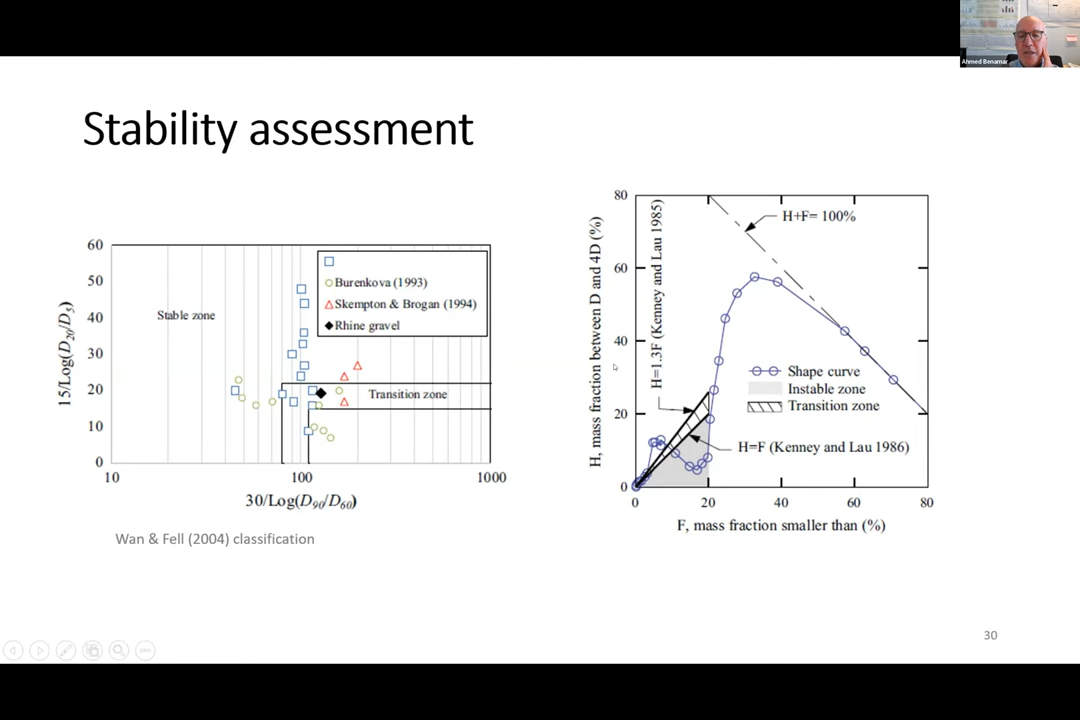 Ahmed Benamar
Stability assessment
60
50
40
30
20
10
0
15/Log(D20/D5)
Stable zone
Burenkova (1993)
Skempton & Brogan (1994)
Rhine gravel
Transition zone
10
100
1000
30/Log(D90/D60)
Wan & Fell (2004) classification
80
60
40
20
0
H, mass fraction between D and 4D (%)
H=1.3F (Kenney and Lau 1985)
H+F= 100%
Shape curve
Instable zone
Transition zone
H=F (Kenney and Lau 1986)
0
20
40
60
80
F, mass fraction smaller than (%)
30